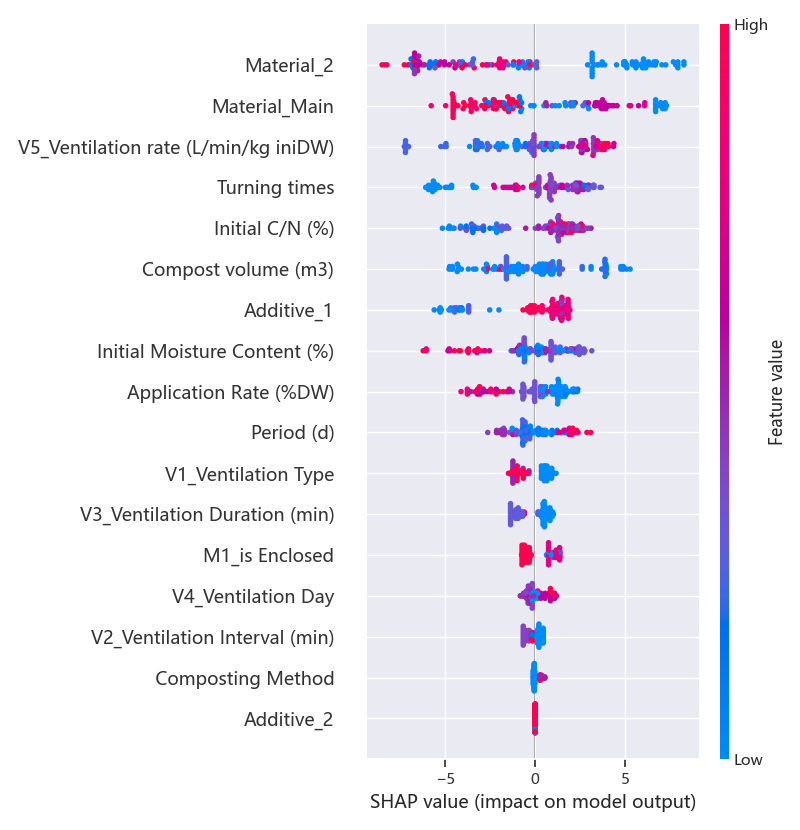 High
Material_2
Material_Main
V5_Ventilation rate (L/min/kg iniDW)
Turning times
Initial C/N (%)
Compost volume (m3)
Additive_1
Initial Moisture Content (%)
Application Rate (%DW)
Period (d)
V1_Ventilation Type
V3_Ventilation Duration (min)
M1_is Enclosed
V4_Ventilation Day
V2_Ventilation Interval (min)
Composting Method
Additive_2
Feature value
Low
−5 0 5
SHAP value (impact on model output)